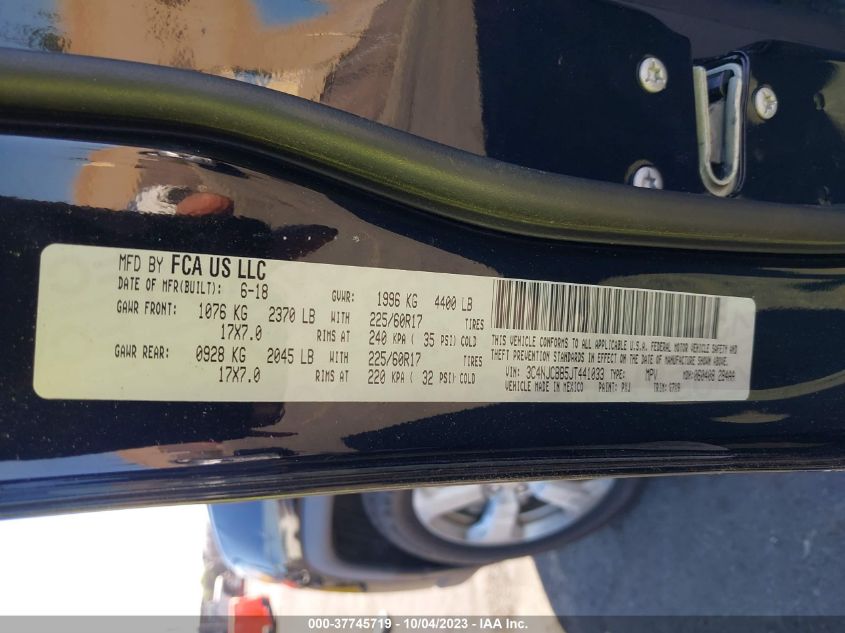 MFD BY FCA US LLC
DATE OF MFR(BUILT): 6-18 GVWR: 1996 KG 4400 LB
GAWR FRONT: 1076 KG 2370 LB WITH 225/60R17 TIRES
17X7.0 RIMS AT 240 KPA ( 35 PSI) COLD
GAWR REAR: 0928 KG 2045 LB WITH 225/60R17 TIRES
17X7.0 RIMS AT 220 KPA ( 32 PSI) COLD
THIS VEHICLE CONFORMS TO ALL APPLICABLE U.S.A. FEDERAL MOTOR VEHICLE SAFETY AND
THEFT PREVENTION STANDARDS IN EFFECT ON THE DATE OF MANUFACTURE SHOWN ABOVE.
VIN: 3C4NJCBB5JT441033 TYPE: MPV MDH:
VEHICLE MADE IN MEXICO PAINT: TRIM:
000-37745719 - 10/04/2023 - IAA